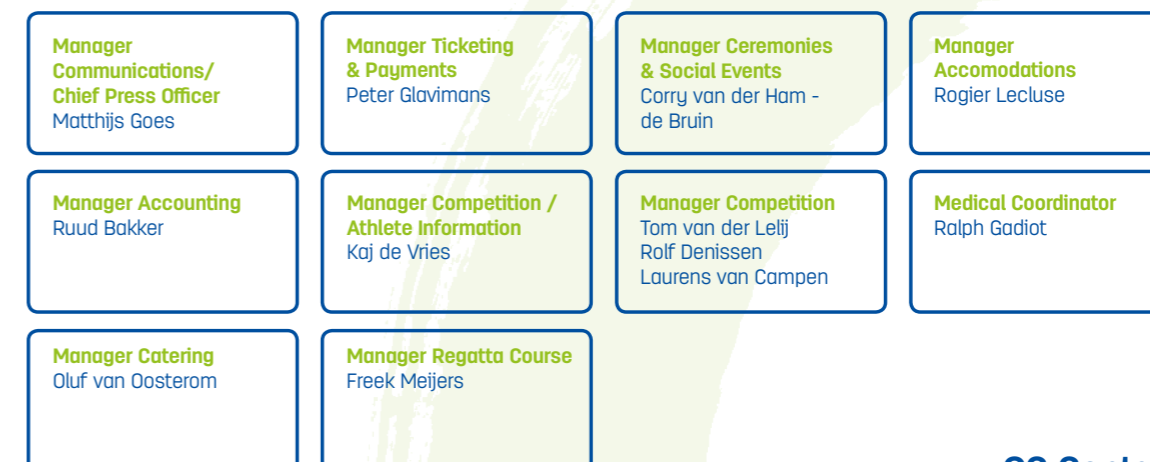 Manager
Communications/
Chief Press Officer
Matthijs Goes
Manager Ticketing
& Payments
Peter Glavimans
Manager Ceremonies
& Social Events
Corry van der Ham -
de Bruin
Manager
Accomodations
Rogier Lecluse
Manager Accounting
Ruud Bakker
Manager Competition /
Athlete Information
Kaj de Vries
Manager Competition
Tom van der Lelij
Rolf Denissen
Laurens van Campen
Medical Coordinator
Ralph Gadiot
Manager Catering
Oluf van Oosterom
Manager Regatta Course
Freek Meijers